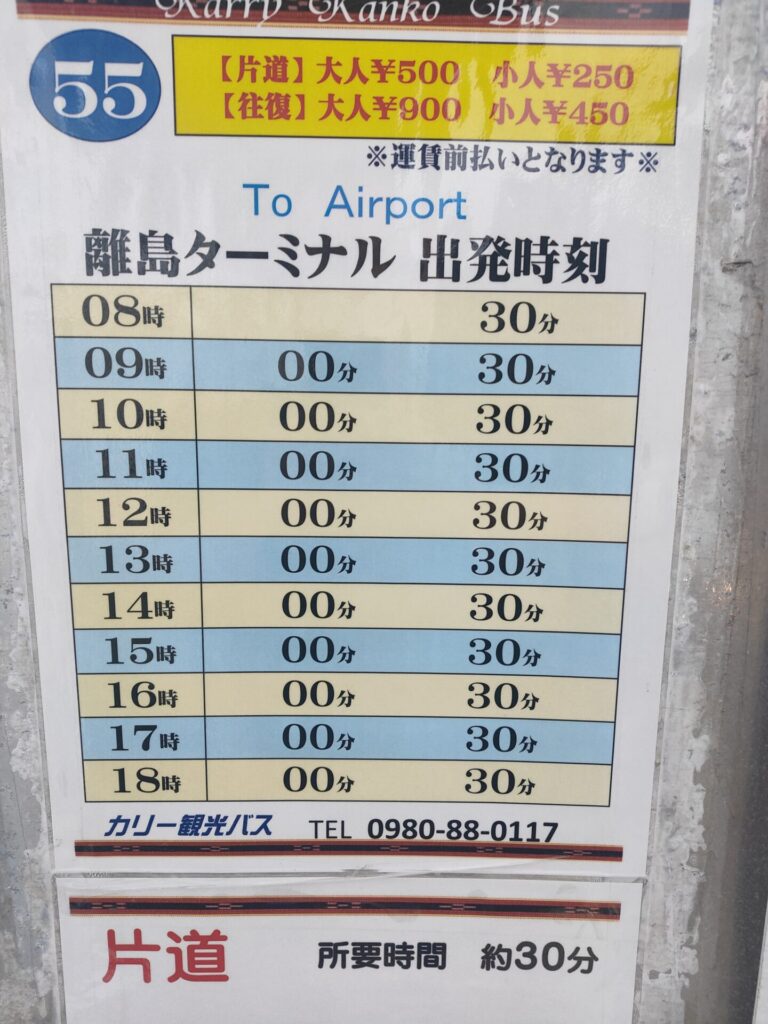 Karry Kanko Bus
55
【片道】大人¥500 小人¥250
【往復】大人¥900 小人¥450
※運賃前払いとなります※
To Airport
離島ターミナル 出発時刻
08時 30分
09時 00分 30分
10時 00分 30分
11時 00分 30分
12時 00分 30分
13時 00分 30分
14時 00分 30分
15時 00分 30分
16時 00分 30分
17時 00分 30分
18時 00分 30分
カリー観光バス TEL 0980-88-0117
片道 所要時間 約30分